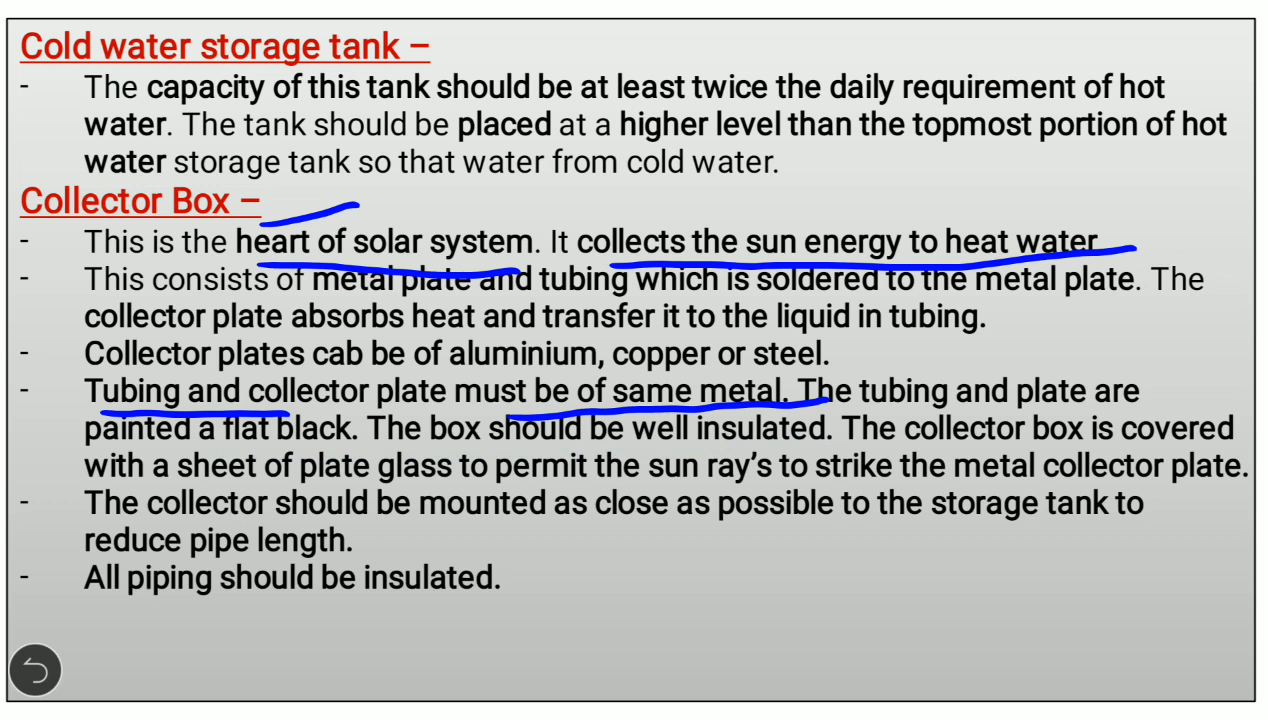 Cold water storage tank –
- The capacity of this tank should be at least twice the daily requirement of hot
water. The tank should be placed at a higher level than the topmost portion of hot
water storage tank so that water from cold water.
Collector Box –
- This is the heart of solar system. It collects the sun energy to heat water
- This consists of metal plate and tubing which is soldered to the metal plate. The
collector plate absorbs heat and transfer it to the liquid in tubing.
- Collector plates cab be of aluminium, copper or steel.
- Tubing and collector plate must be of same metal. The tubing and plate are
painted a flat black. The box should be well insulated. The collector box is covered
with a sheet of plate glass to permit the sun ray's to strike the metal collector plate.
- The collector should be mounted as close as possible to the storage tank to
reduce pipe length.
- All piping should be insulated.